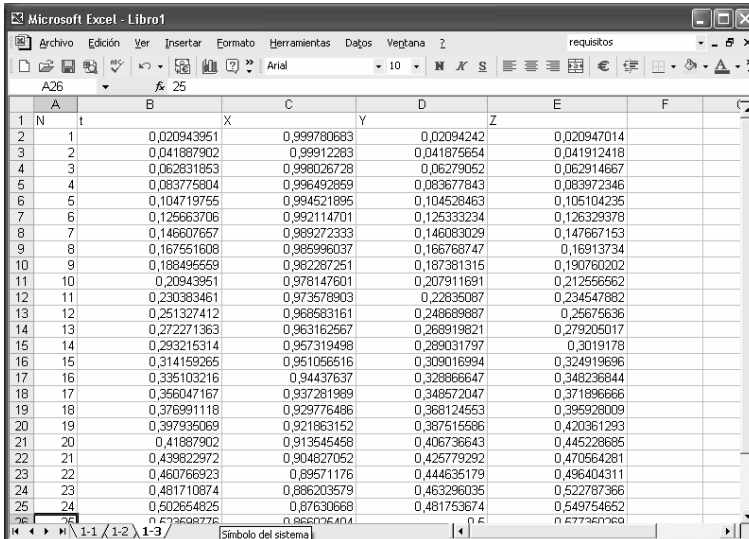 Microsoft Excel - Libro1
Archivo Edición Ver Insertar Formato Herramientas Datos Ventana ? requisitos
Arial 10 N K S €
A26 fx 25
A B C D E F
1 N t X Y Z
2 1 0,020943951 0,999780683 0,02094242 0,020947014
3 2 0,041887902 0,99912283 0,041875654 0,041912418
4 3 0,062831853 0,998026728 0,06279052 0,062914667
5 4 0,083775804 0,996492859 0,083677843 0,083972346
6 5 0,104719755 0,994521895 0,104528463 0,105104235
7 6 0,125663706 0,992114701 0,125333234 0,126329378
8 7 0,146607657 0,989272333 0,146083029 0,147667153
9 8 0,167551608 0,985996037 0,166768747 0,16913734
10 9 0,188495559 0,982287251 0,187381315 0,190760202
11 10 0,20943951 0,978147601 0,207911691 0,212556562
12 11 0,230383461 0,973578903 0,22835087 0,234547882
13 12 0,251327412 0,968583161 0,248689887 0,25675636
14 13 0,272271363 0,963162567 0,268919821 0,279205017
15 14 0,293215314 0,957319498 0,289031797 0,3019178
16 15 0,314159265 0,951056516 0,309016994 0,324919696
17 16 0,335103216 0,94437637 0,328866647 0,348236844
18 17 0,356047167 0,937281989 0,348572047 0,371896666
19 18 0,376991118 0,929776486 0,368124553 0,395928009
20 19 0,397935069 0,921863152 0,387515586 0,420361293
21 20 0,41887902 0,913545458 0,406736643 0,445228685
22 21 0,439822972 0,904827052 0,425779292 0,470564281
23 22 0,460766923 0,89571176 0,444635179 0,496404311
24 23 0,481710874 0,886203579 0,463296035 0,522787366
25 24 0,502654825 0,87630668 0,481753674 0,549754652
26 25 0,523598776 0,866025404 0,5 0,577350269
1-1 1-2 1-3 Símbolo del sistema